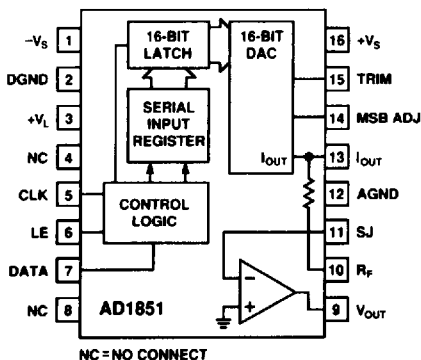 -VS 1
DGND 2
+VL 3
NC 4
CLK 5
LE 6
DATA 7
NC 8
16-BIT
LATCH
SERIAL
INPUT
REGISTER
CONTROL
LOGIC
16-BIT
DAC
IOUT
AD1851
16 +VS
15 TRIM
14 MSB ADJ
13 IOUT
12 AGND
11 SJ
10 RF
9 VOUT
−
+
NC = NO CONNECT